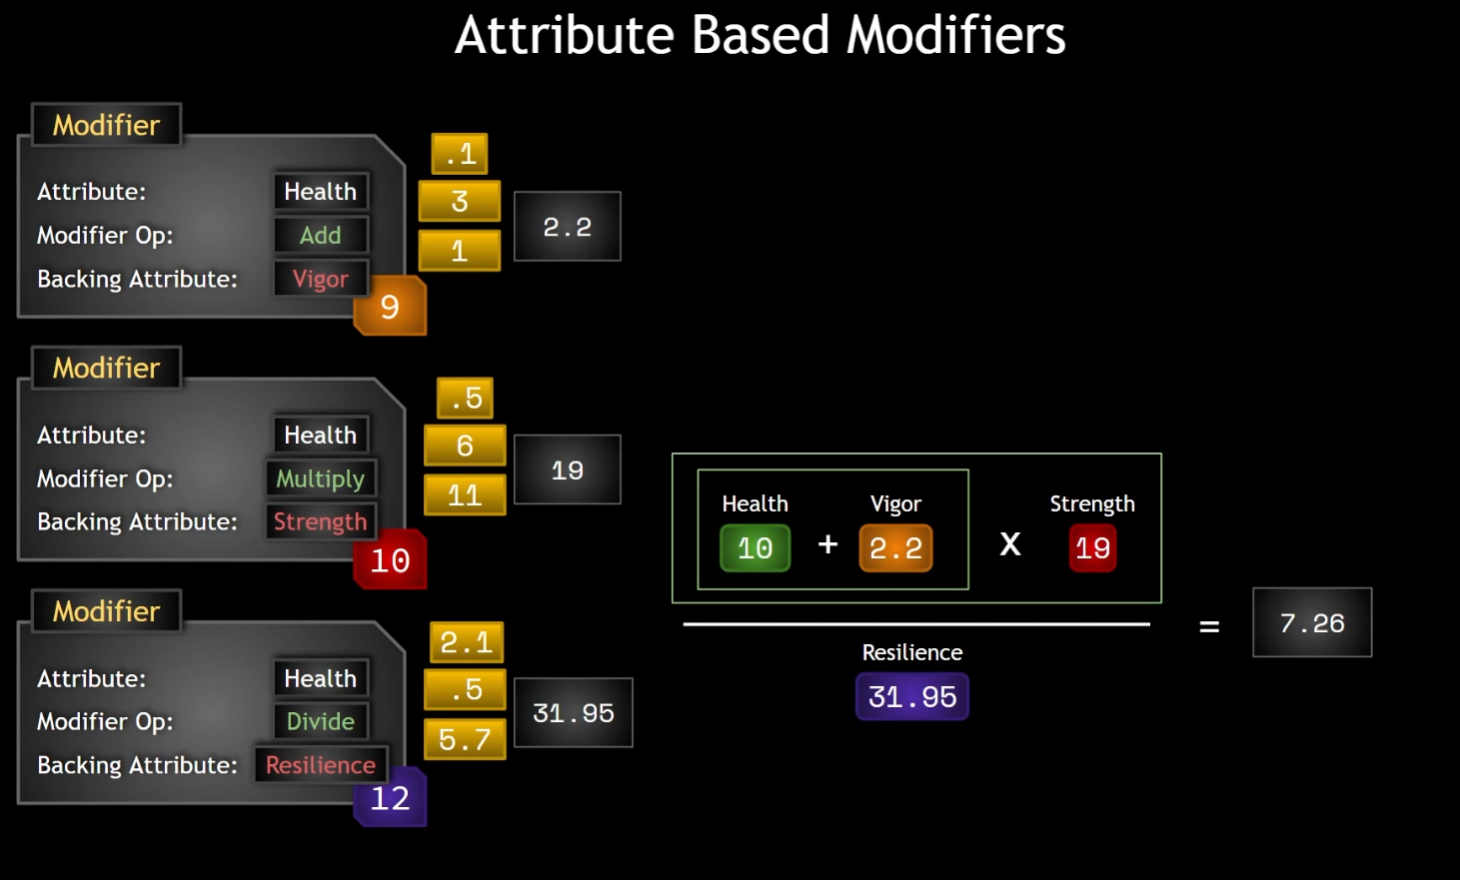 Attribute Based Modifiers
Modifier
Attribute: Health
Modifier Op: Add
Backing Attribute: Vigor
9
.1
3
1
2.2
Modifier
Attribute: Health
Modifier Op: Multiply
Backing Attribute: Strength
10
.5
6
11
19
Modifier
Attribute: Health
Modifier Op: Divide
Backing Attribute: Resilience
12
2.1
.5
5.7
31.95
Health Vigor Strength
10 + 2.2 X 19
Resilience
31.95
= 7.26